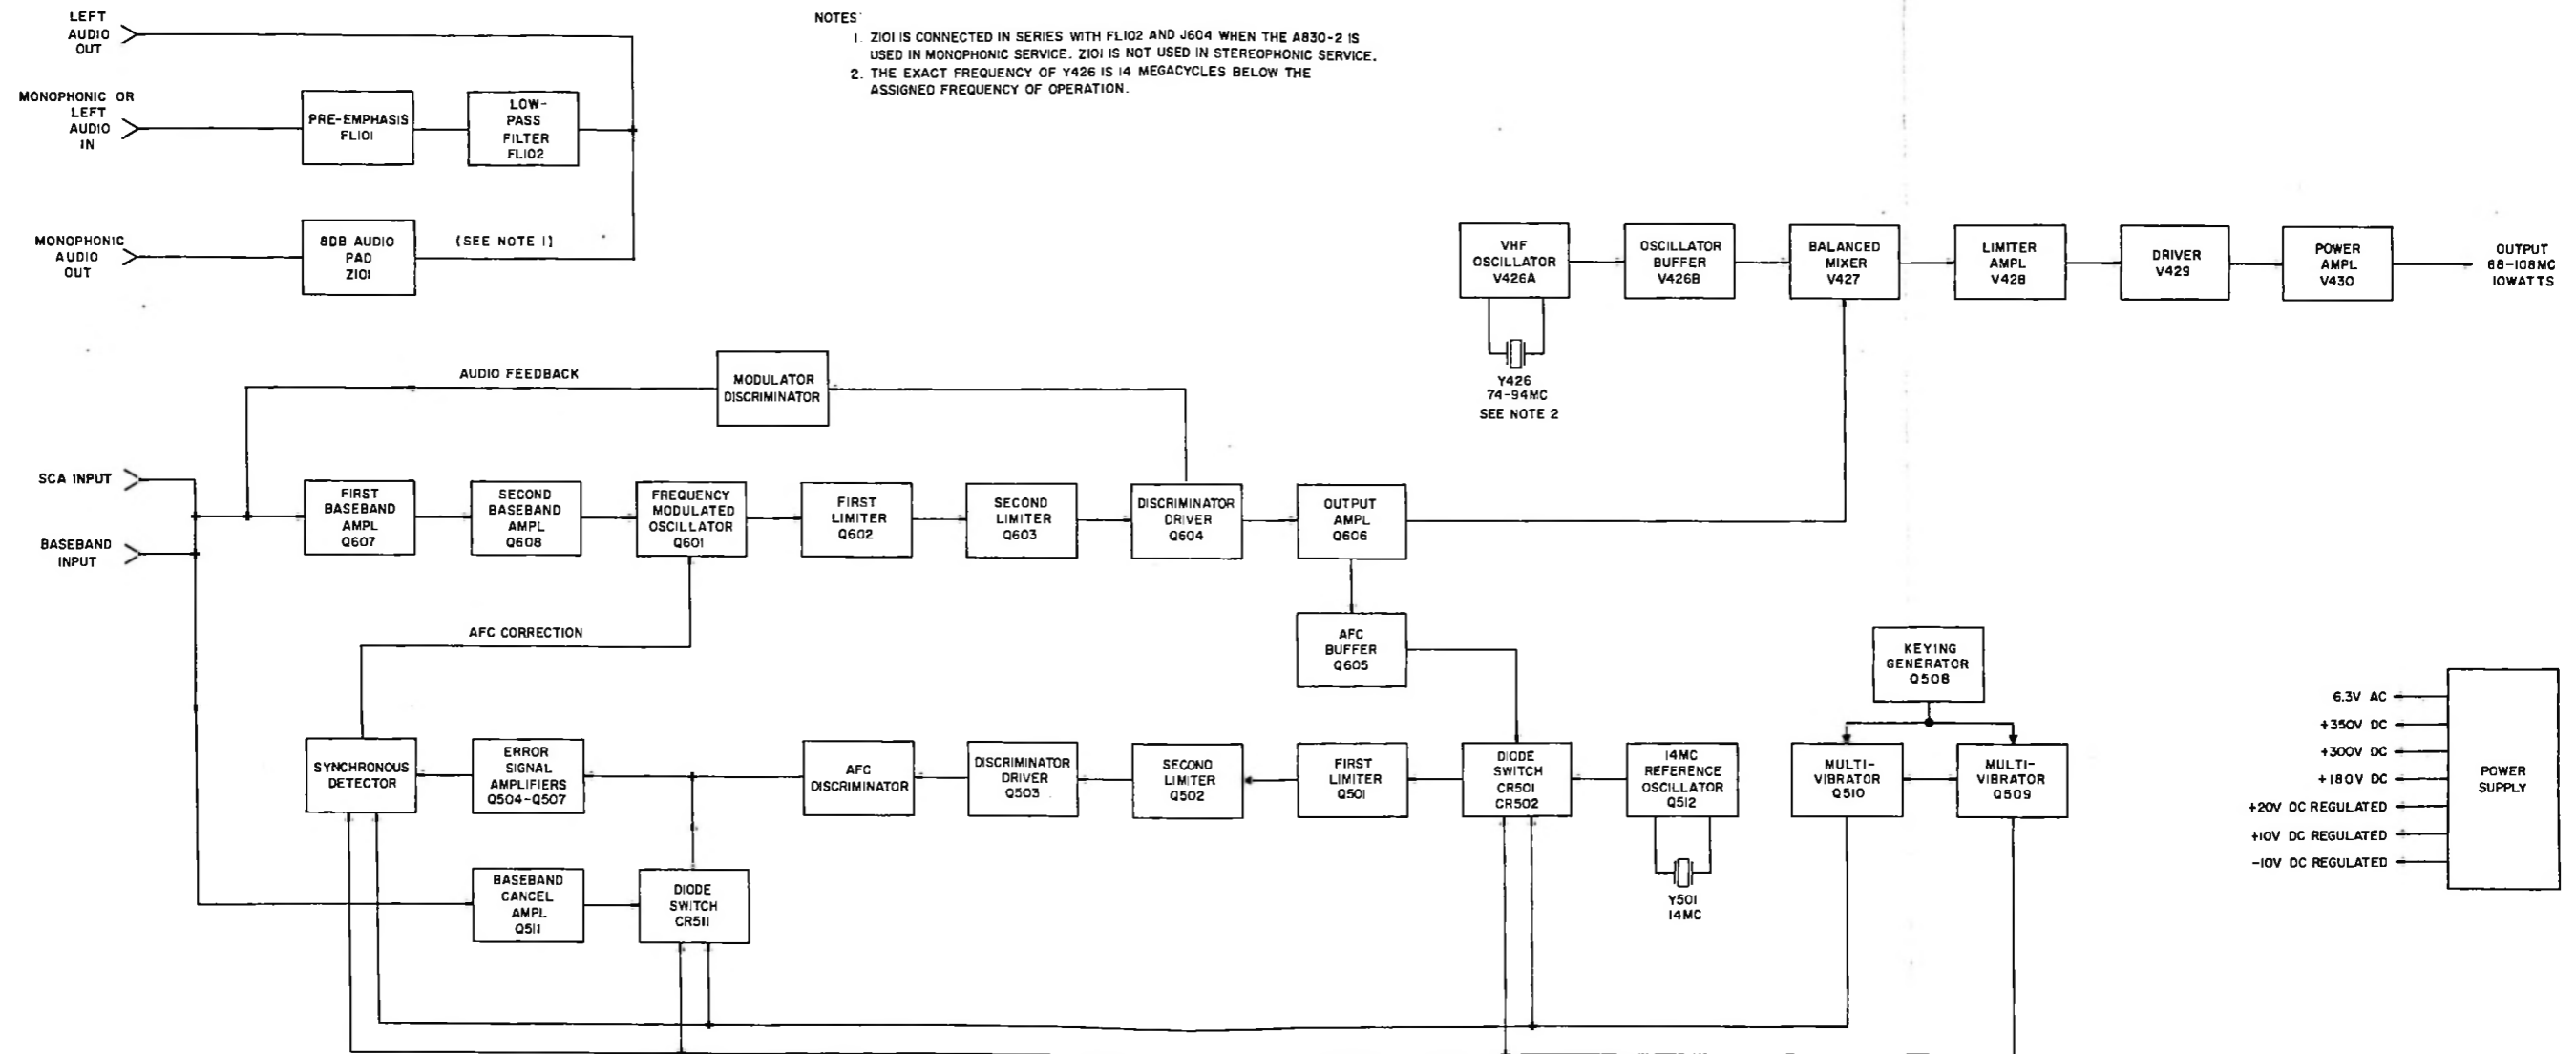 LEFT
AUDIO
OUT
MONOPHONIC OR
LEFT
AUDIO
IN
PRE-EMPHASIS
FL101
LOW-
PASS
FILTER
FL102
MONOPHONIC
AUDIO
OUT
8DB AUDIO
PAD
Z101
(SEE NOTE 1)
NOTES
1. Z101 IS CONNECTED IN SERIES WITH FL102 AND J604 WHEN THE A830-2 IS
USED IN MONOPHONIC SERVICE. Z101 IS NOT USED IN STEREOPHONIC SERVICE.
2. THE EXACT FREQUENCY OF Y426 IS 14 MEGACYCLES BELOW THE
ASSIGNED FREQUENCY OF OPERATION.
VHF
OSCILLATOR
V426A
OSCILLATOR
BUFFER
V426B
BALANCED
MIXER
V427
LIMITER
AMPL
V428
DRIVER
V429
POWER
AMPL
V430
OUTPUT
88-108MC
10WATTS
Y426
74-94MC
SEE NOTE 2
AUDIO FEEDBACK
MODULATOR
DISCRIMINATOR
SCA INPUT
BASEBAND
INPUT
FIRST
BASEBAND
AMPL
Q607
SECOND
BASEBAND
AMPL
Q608
FREQUENCY
MODULATED
OSCILLATOR
Q601
FIRST
LIMITER
Q602
SECOND
LIMITER
Q603
DISCRIMINATOR
DRIVER
Q604
OUTPUT
AMPL
Q606
AFC CORRECTION
AFC
BUFFER
Q605
KEYING
GENERATOR
Q508
SYNCHRONOUS
DETECTOR
ERROR
SIGNAL
AMPLIFIERS
Q504-Q507
AFC
DISCRIMINATOR
DISCRIMINATOR
DRIVER
Q503
SECOND
LIMITER
Q502
FIRST
LIMITER
Q501
DIODE
SWITCH
CR501
CR502
14MC
REFERENCE
OSCILLATOR
Q512
MULTI-
VIBRATOR
Q510
MULTI-
VIBRATOR
Q509
6.3V AC
+350V DC
+300V DC
+180V DC
+20V DC REGULATED
+10V DC REGULATED
-10V DC REGULATED
POWER
SUPPLY
BASEBAND
CANCEL
AMPL
Q511
DIODE
SWITCH
CR511
Y501
14MC